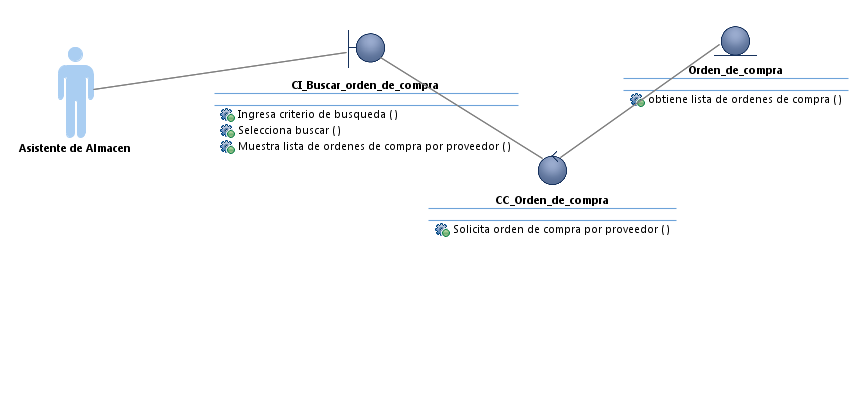 Asistente de Almacen
CI_Buscar_orden_de_compra
Ingresa criterio de busqueda ( )
Selecciona buscar ( )
Muestra lista de ordenes de compra por proveedor ( )
CC_Orden_de_compra
Solicita orden de compra por proveedor ( )
Orden_de_compra
obtiene lista de ordenes de compra ( )